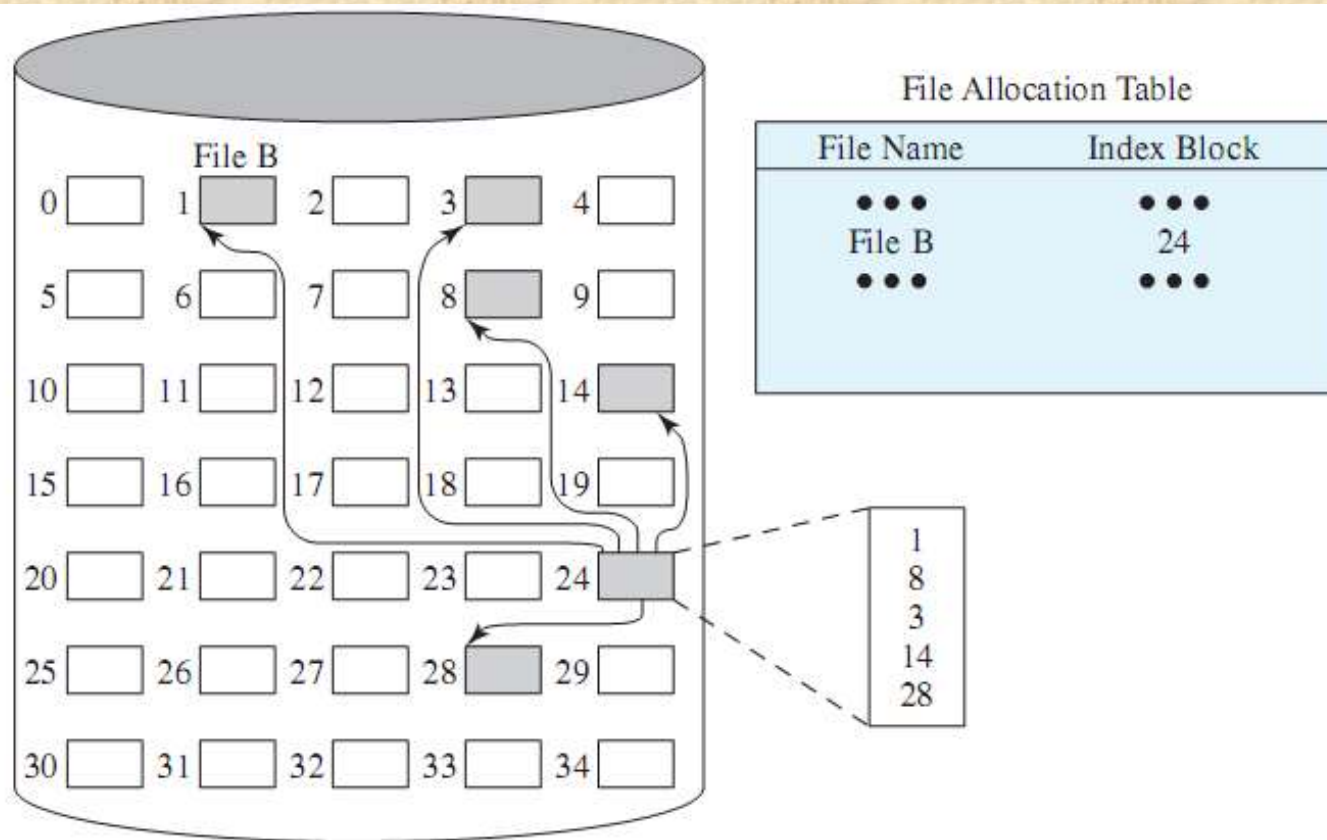 File B
0 1 2 3 4
5 6 7 8 9
10 11 12 13 14
15 16 17 18 19
20 21 22 23 24
25 26 27 28 29
30 31 32 33 34
File Allocation Table
File Name Index Block
••• •••
File B 24
••• •••
1
8
3
14
28